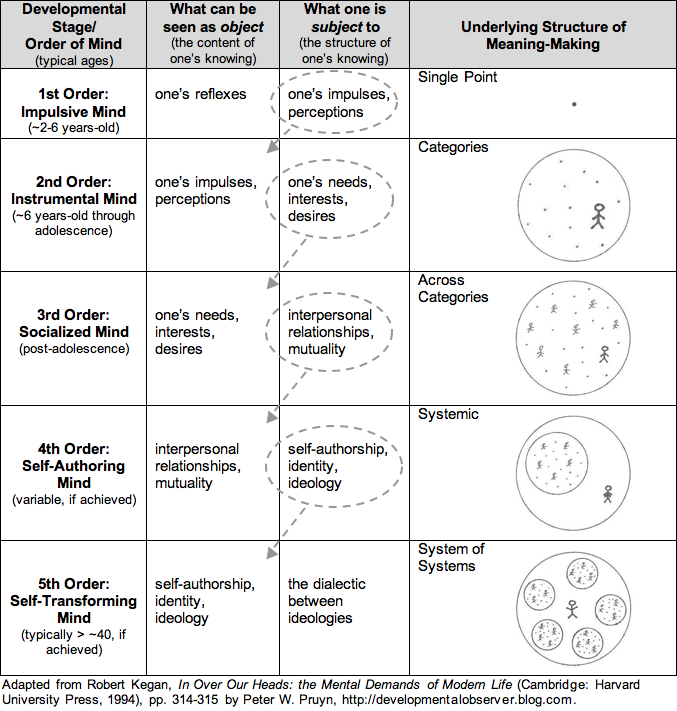 Developmental
Stage/
Order of Mind
(typical ages)
What can be
seen as object
(the content of
one's knowing)
What one is
subject to
(the structure of
one's knowing)
Underlying Structure of
Meaning-Making
1st Order:
Impulsive Mind
(~2-6 years-old)
one's reflexes
one's impulses,
perceptions
Single Point
2nd Order:
Instrumental Mind
(~6 years-old through
adolescence)
one's impulses,
perceptions
one's needs,
interests,
desires
Categories
3rd Order:
Socialized Mind
(post-adolescence)
one's needs,
interests,
desires
interpersonal
relationships,
mutuality
Across
Categories
4th Order:
Self-Authoring
Mind
(variable, if achieved)
interpersonal
relationships,
mutuality
self-authorship,
identity,
ideology
Systemic
5th Order:
Self-Transforming
Mind
(typically > ~40, if
achieved)
self-authorship,
identity,
ideology
the dialectic
between
ideologies
System of
Systems
Adapted from Robert Kegan, In Over Our Heads: the Mental Demands of Modern Life (Cambridge: Harvard
University Press, 1994), pp. 314-315 by Peter W. Pruyn, http://developmentalobserver.blog.com.